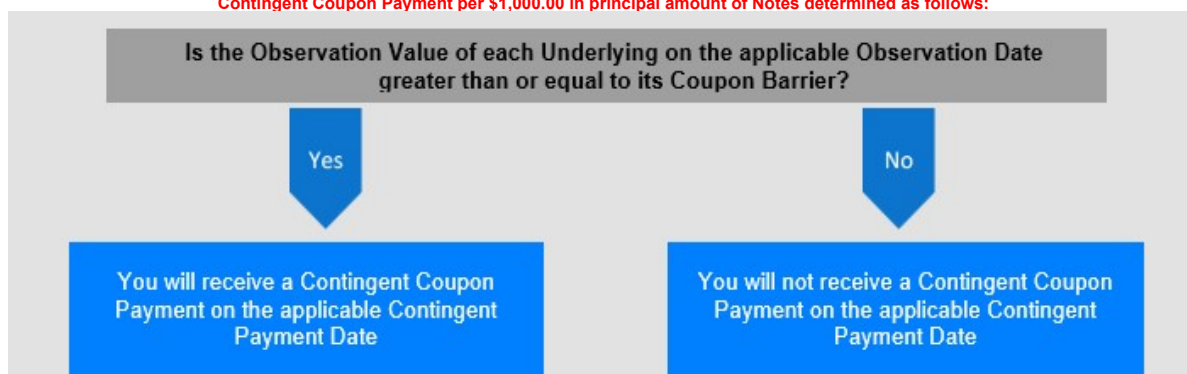 Contingent Coupon Payment per $1,000.00 in principal amount of Notes determined as follows:
Is the Observation Value of each Underlying on the applicable Observation Date
greater than or equal to its Coupon Barrier?
Yes
No
You will receive a Contingent Coupon
Payment on the applicable Contingent
Payment Date
You will not receive a Contingent Coupon
Payment on the applicable Contingent
Payment Date